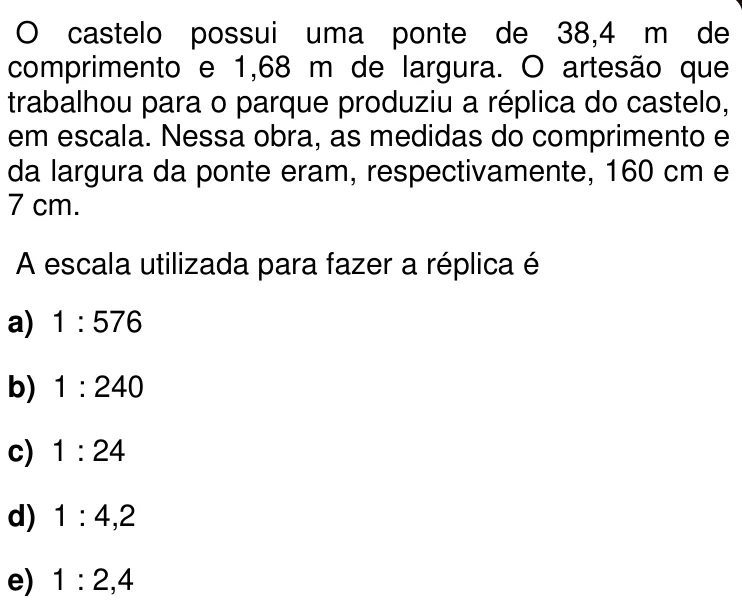 O castelo possui uma ponte de 38,4 m de
comprimento e 1,68 m de largura. O artesão que
trabalhou para o parque produziu a réplica do castelo,
em escala. Nessa obra, as medidas do comprimento e
da largura da ponte eram, respectivamente, 160 cm e
7 cm.
A escala utilizada para fazer a réplica é
a) 1 : 576
b) 1 : 240
c) 1 : 24
d) 1 : 4,2
e) 1 : 2,4